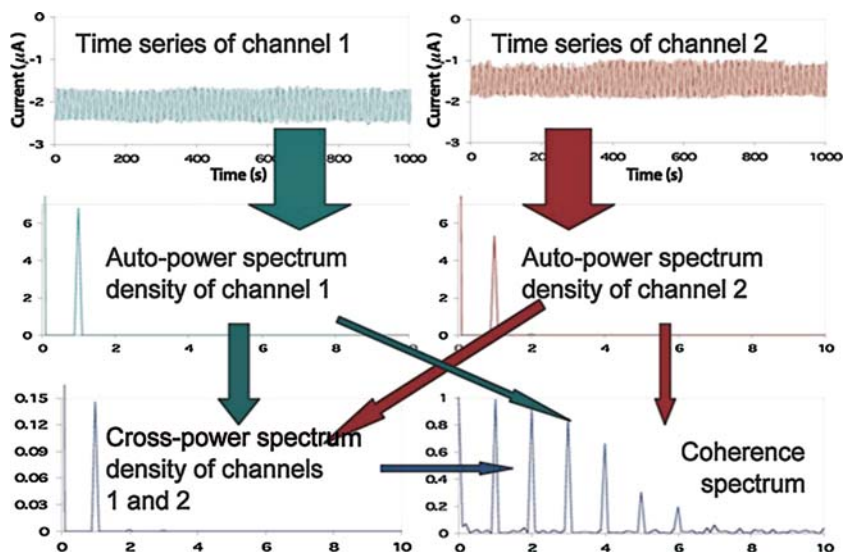 Time series of channel 1
Current (μA)
0
-1
-2
-3
0 200 400 600 800 1000
Time (s)
Time series of channel 2
Current (μA)
0
-1
-2
-3
0 200 400 600 800 1000
Time (s)
Auto-power spectrum
density of channel 1
6
4
2
0
0 2 4 6 8 10
Auto-power spectrum
density of channel 2
6
4
2
0
0 2 4 6 8 10
Cross-power spectrum
density of channels
1 and 2
0.15
0.12
0.09
0.06
0.03
0
0 2 4 6 8 10
Coherence
spectrum
1
0.8
0.6
0.4
0.2
0
0 2 4 6 8 10